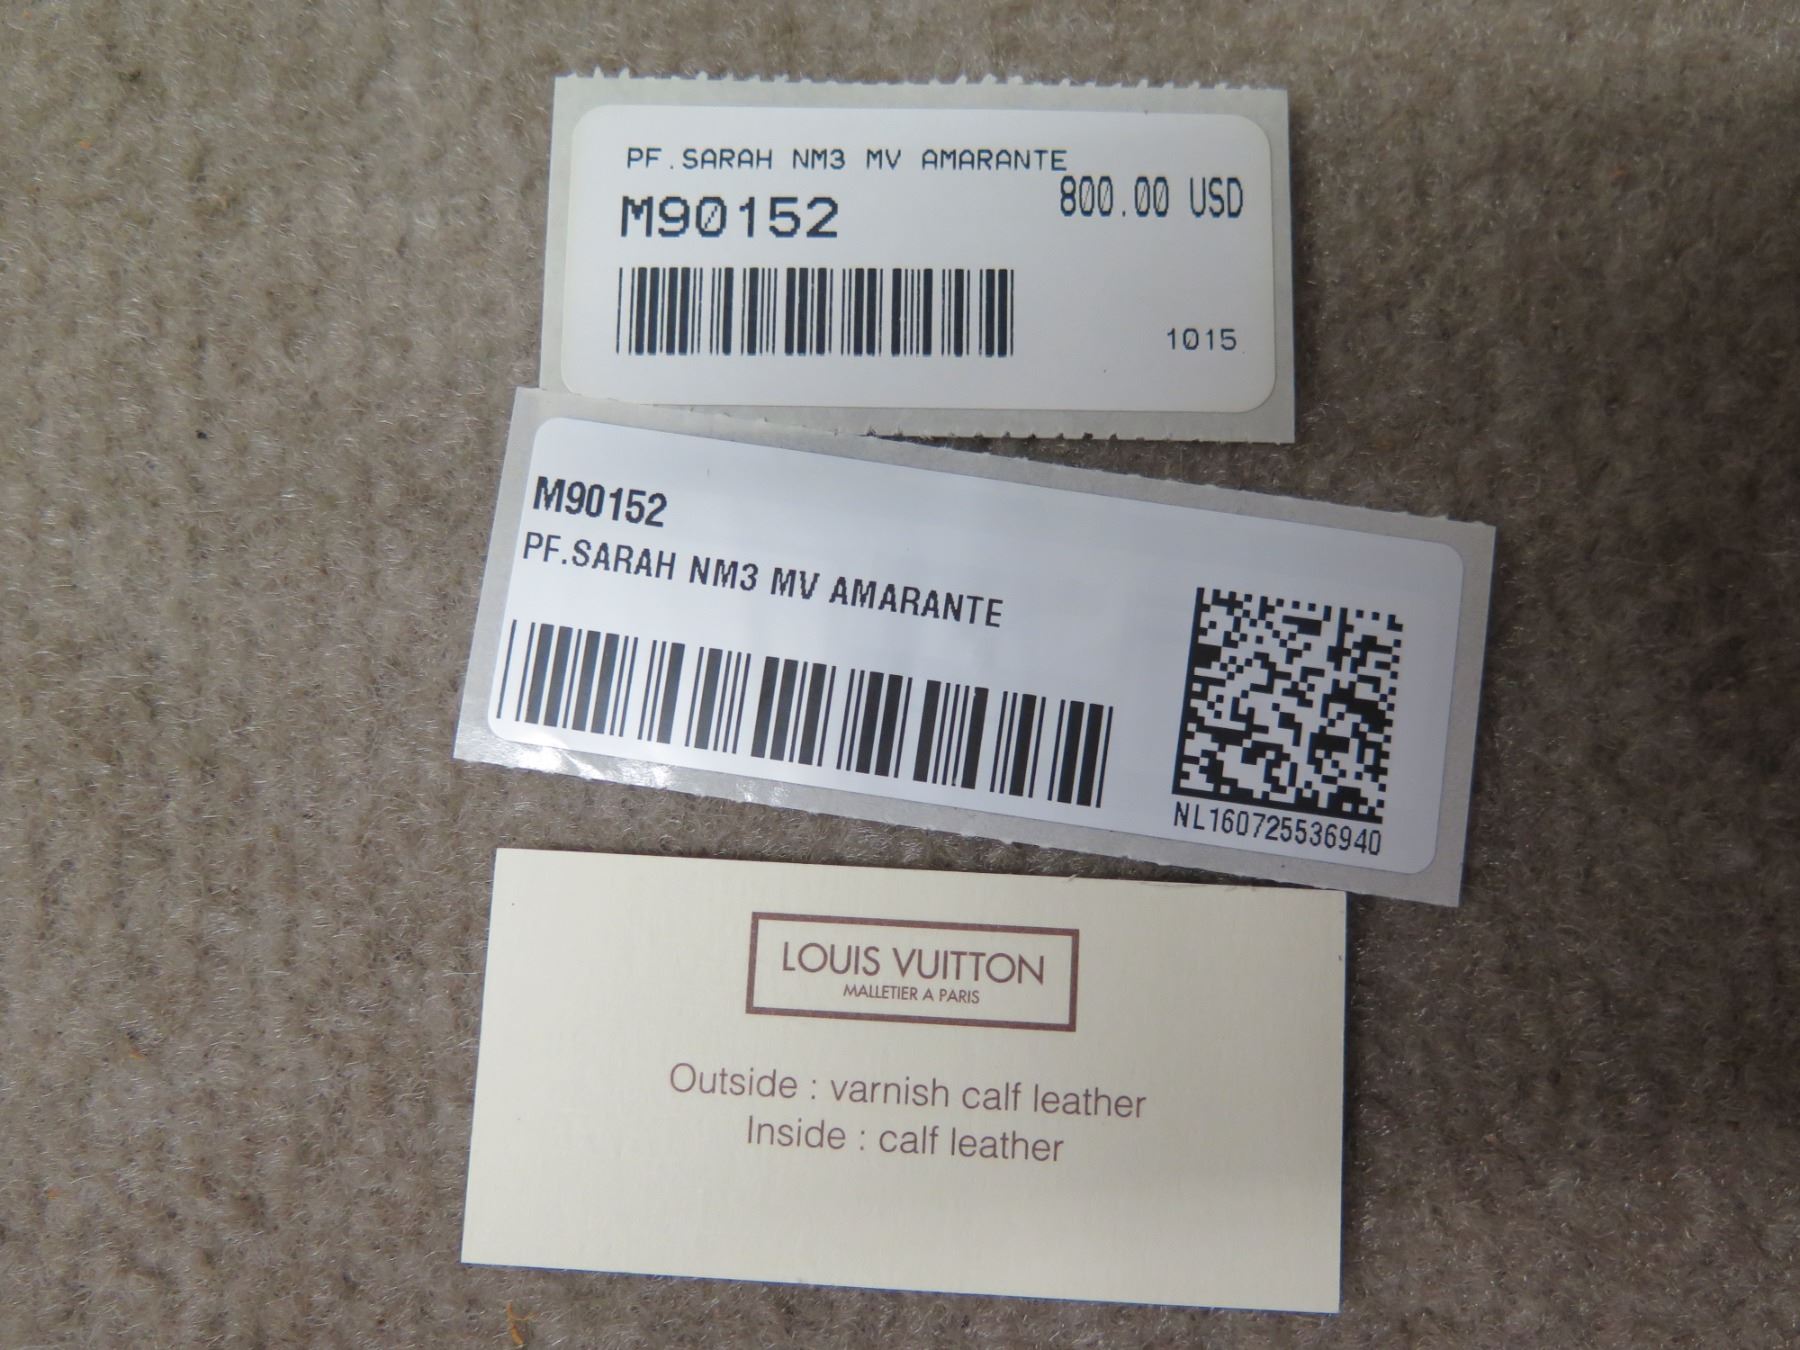 PF.SARAH NM3 MV AMARANTE
800.00 USD
M90152
1015
M90152
PF.SARAH NM3 MV AMARANTE
NL160725536940
LOUIS VUITTON
MALLETIER A PARIS
Outside : varnish calf leather
Inside : calf leather